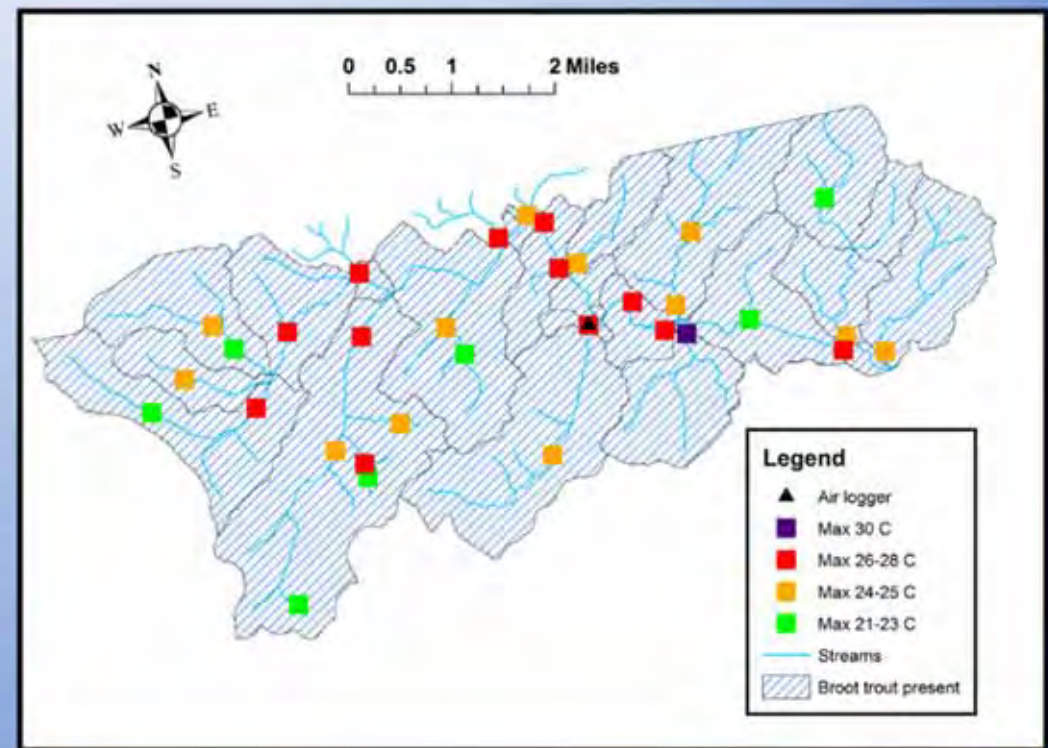 0 0.5 1 2 Miles
N
W E
S
Legend
Air logger
Max 30 C
Max 26-28 C
Max 24-25 C
Max 21-23 C
Streams
Broot trout present